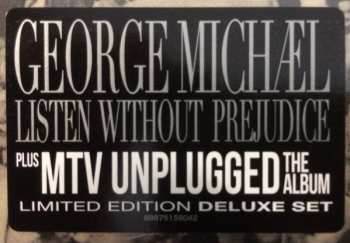 GEORGE MICHÆL
LISTEN WITHOUT PREJUDICE
PLUS MTV UNPLUGGED THE ALBUM
LIMITED EDITION DELUXE SET